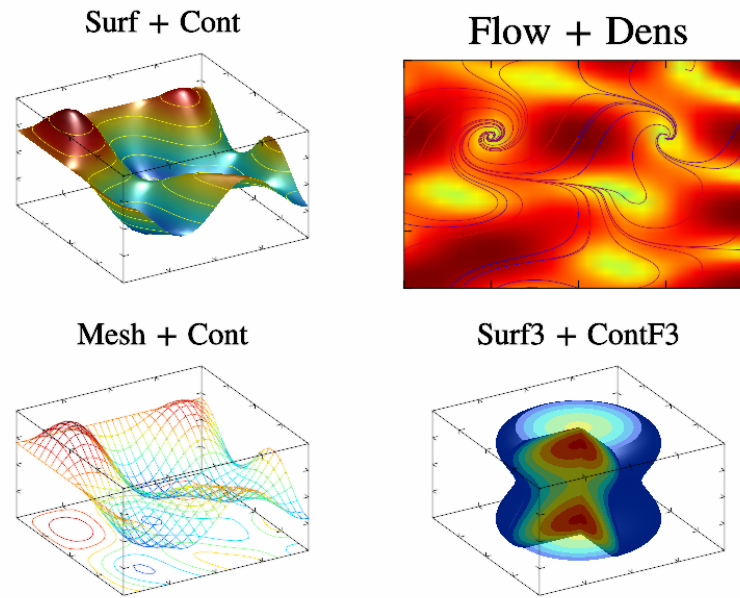 Surf + Cont
Flow + Dens
Mesh + Cont
Surf3 + ContF3